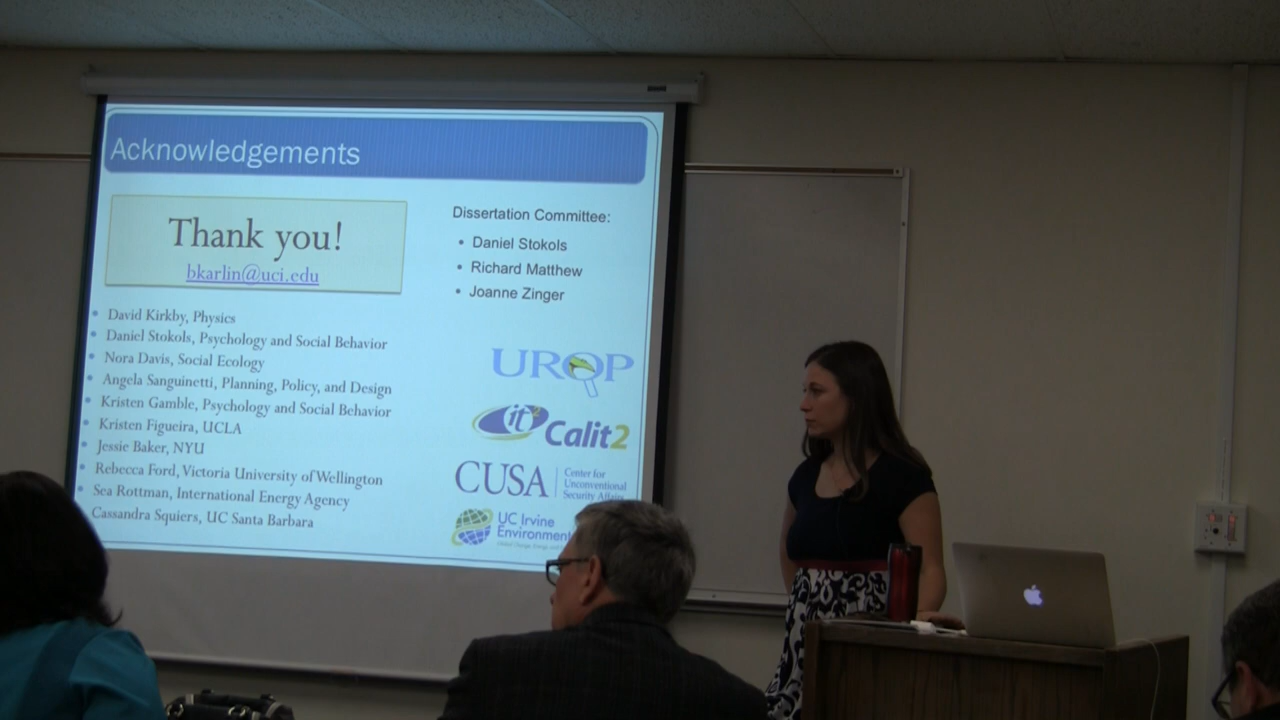 Acknowledgements
Thank you!
bkarlin@uci.edu
David Kirkby, Physics
Daniel Stokols, Psychology and Social Behavior
Nora Davis, Social Ecology
Angela Sanguinetti, Planning, Policy, and Design
Kristen Gamble, Psychology and Social Behavior
Kristen Figueira, UCLA
Jessie Baker, NYU
Rebecca Ford, Victoria University of Wellington
Sea Rottman, International Energy Agency
Cassandra Squiers, UC Santa Barbara
Dissertation Committee:
• Daniel Stokols
• Richard Matthew
• Joanne Zinger
UROP
it2 Calit2
CUSA
Center for
Unconventional
Security Affairs
UC Irvine
Environment